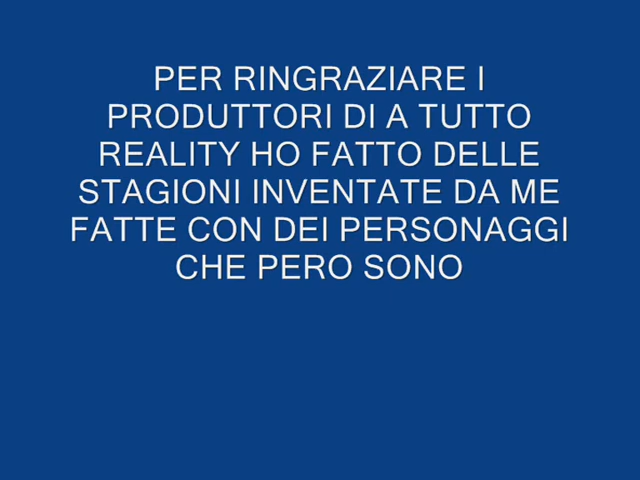 PER RINGRAZIARE I
PRODUTTORI DI A TUTTO
REALITY HO FATTO DELLE
STAGIONI INVENTATE DA ME
FATTE CON DEI PERSONAGGI
CHE PERO SONO